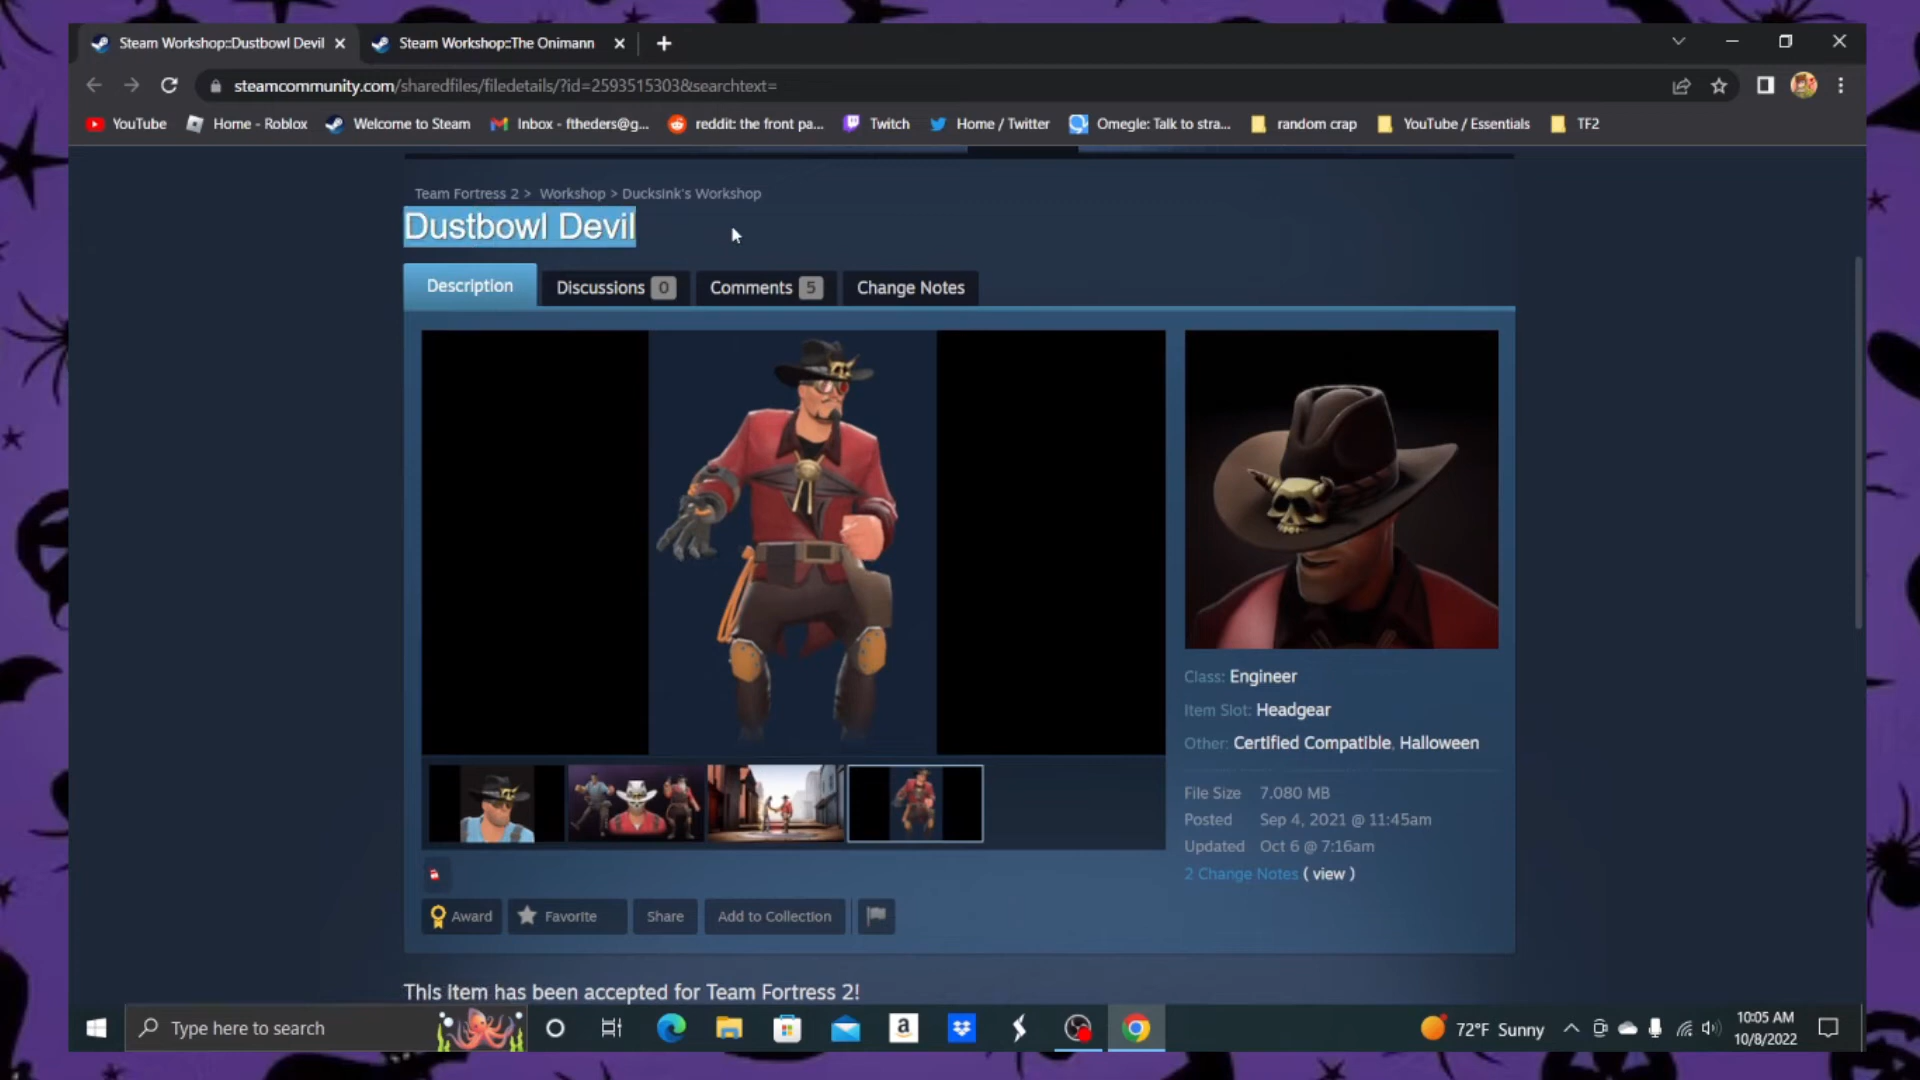 Steam Workshop::Dustbowl Devil
Steam Workshop::The Onimann
steamcommunity.com/sharedfiles/filedetails/?id=2593515303&searchtext=
YouTube
Home - Roblox
Welcome to Steam
Inbox - ftheders@g...
reddit: the front pa...
Twitch
Home / Twitter
Omegle: Talk to stra...
random crap
YouTube / Essentials
TF2
Team Fortress 2 > Workshop > DucksInk's Workshop
Dustbowl Devil
Description
Discussions 0
Comments 5
Change Notes
Class: Engineer
Item Slot: Headgear
Other: Certified Compatible, Halloween
File Size 7.080 MB
Posted Sep 4, 2021 @ 11:45am
Updated Oct 6 @ 7:16am
2 Change Notes ( view )
Award
Favorite
Share
Add to Collection
This item has been accepted for Team Fortress 2!
Type here to search
72°F Sunny
10:05 AM
10/8/2022